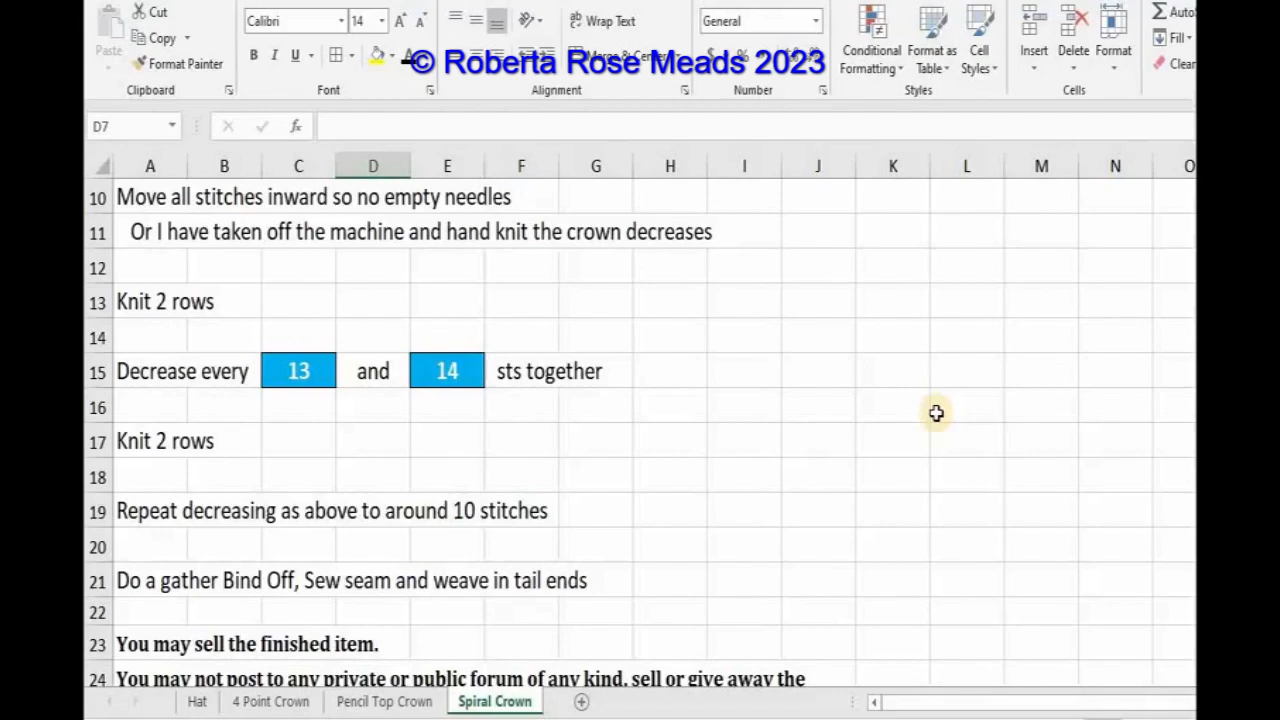 Cut
Calibri 14
Wrap Text
General
Auto
Paste
Copy
Conditional Formatting
Format as Table
Cell Styles
Insert
Delete
Format
Fill
Format Painter
B I U
Merge & Center
Clear
© Roberta Rose Meads 2023
Clipboard
Font
Alignment
Number
Styles
Cells
D7
fx
A B C D E F G H I J K L M N O
10 Move all stitches inward so no empty needles
11 Or I have taken off the machine and hand knit the crown decreases
12
13 Knit 2 rows
14
15 Decrease every 13 and 14 sts together
16
17 Knit 2 rows
18
19 Repeat decreasing as above to around 10 stitches
20
21 Do a gather Bind Off, Sew seam and weave in tail ends
22
23 You may sell the finished item.
24 You may not post to any private or public forum of any kind, sell or give away the
Hat 4 Point Crown Pencil Top Crown Spiral Crown